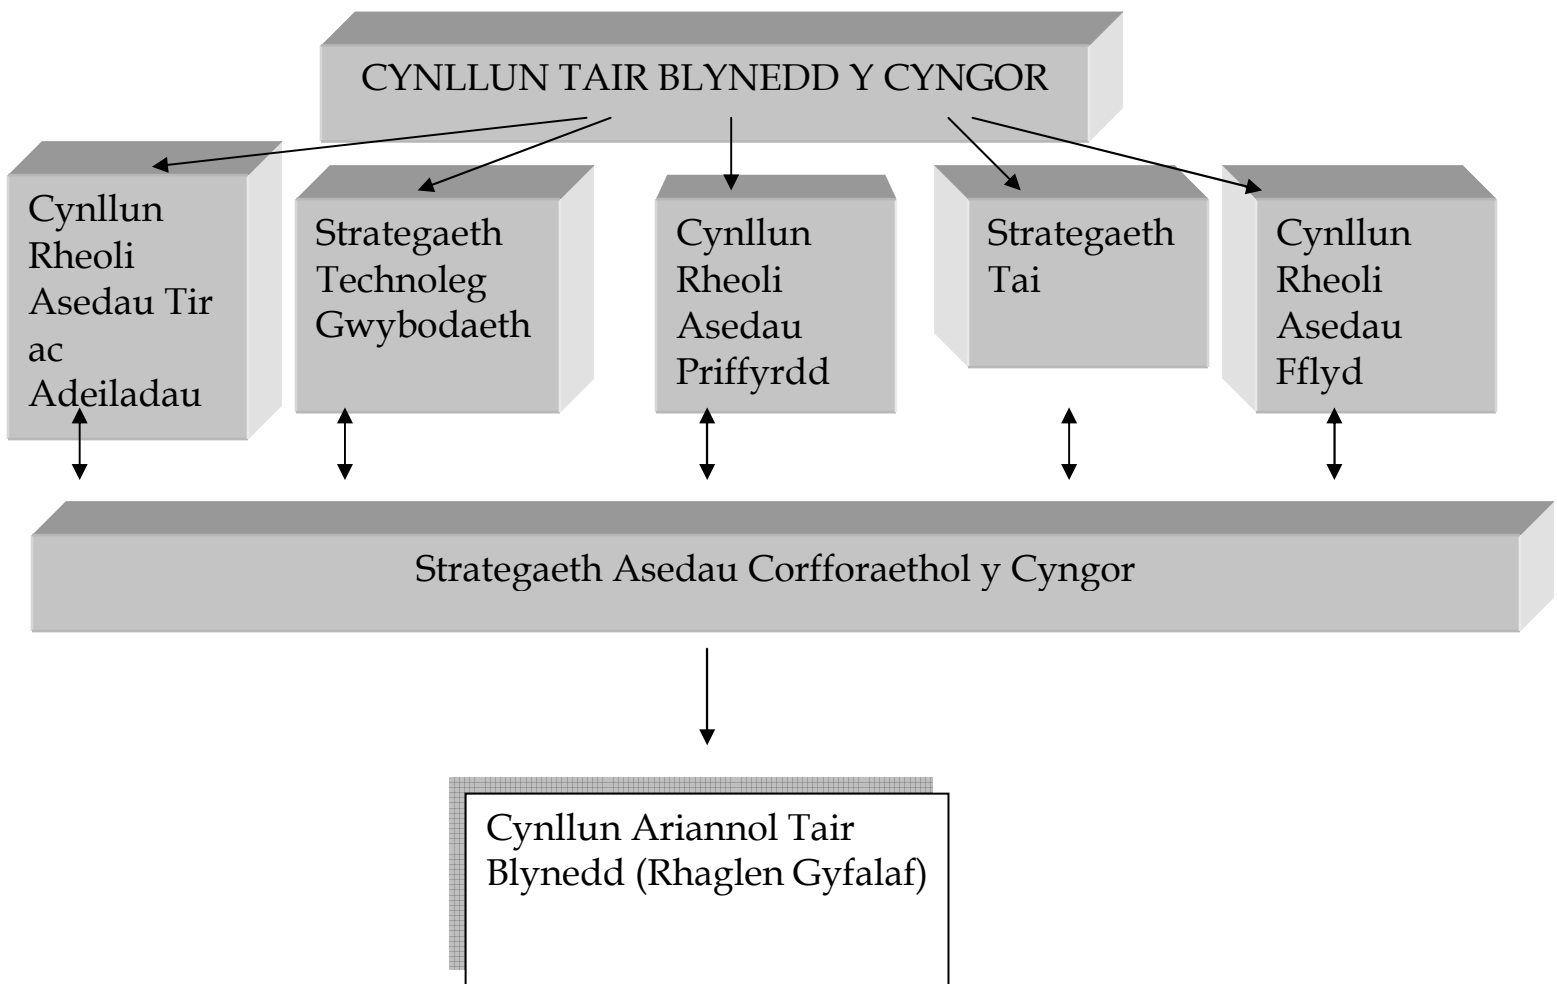 CYNLLUN TAIR BLYNEDD Y CYNGOR
Cynllun
Rheoli
Asedau Tir
ac
Adeiladau
Strategaeth
Technoleg
Gwybodaeth
Cynllun
Rheoli
Asedau
Priffyrdd
Strategaeth
Tai
Cynllun
Rheoli
Asedau
Fflyd
Strategaeth Asedau Corfforaethol y Cyngor
Cynllun Ariannol Tair
Blynedd (Rhaglen Gyfalaf)